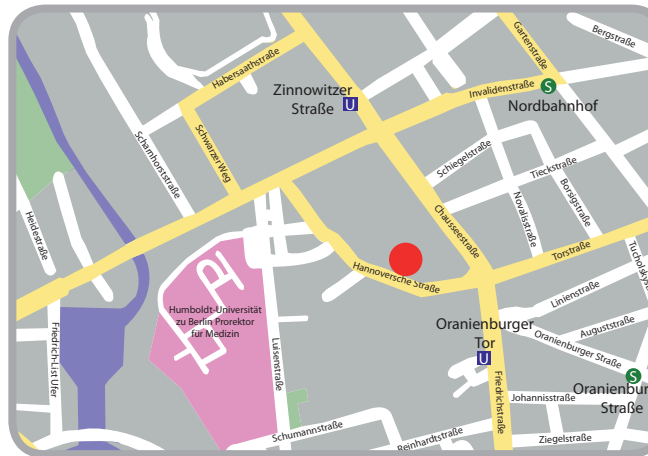 Gartenstraße
Bergstraße
Habersaathstraße
Zinnowitzer
Straße
U
Invalidenstraße
S
Nordbahnhof
Scharnhorststraße
Schwarzer Weg
Schiegelstraße
Tieckstraße
Borsigstraße
Novalisstraße
Chausseestraße
Torstraße
Heidestraße
Hannoversche Straße
Linienstraße
Humboldt-Universität
zu Berlin Prorektor
für Medizin
Friedrich-List Ufer
Luisenstraße
Oranienburger
Tor
U
Auguststraße
Oranienburger Straße
S
Straße
Friedrichstraße
Johannisstraße
Schumannstraße
Reinhardtstraße
Ziegelstraße